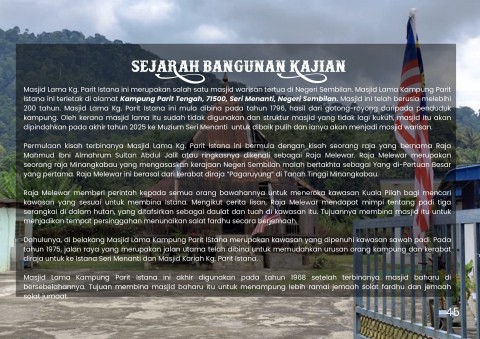 SEJARAH BANGUNAN KAJIAN
Masjid Lama Kg. Parit Istana ini merupakan salah satu masjid warisan tertua di Negeri Sembilan. Masjid Lama Kampung Parit
Istana ini terletak di alamat Kampung Parit Tengah, 71500, Seri Menanti, Negeri Sembilan. Masjid ini telah berusia melebihi
200 tahun. Masjid Lama Kg. Parit Istana ini mula dibina pada tahun 1796, hasil dari gotong-royong daripada penduduk
kampung. Oleh kerana masjid lama itu sudah tidak digunakan dan struktur masjid yang tidak lagi kukuh, masjid itu akan
dipindahkan pada akhir tahun 2025 ke Muzium Seri Menanti untuk dibaik pulih dan ianya akan menjadi masjid warisan.
Permulaan kisah terbinanya Masjid Lama Kg. Parit Istana ini bermula dengan kisah seorang raja yang bernama Raja
Mahmud ibni Almahrum Sultan Abdul Jalil atau ringkasnya dikenali sebagai Raja Melewar. Raja Melewar merupakan
seorang raja Minangkabau yang mengasaskan kerajaan Negeri Sembilan malah bertakhta sebagai Yang di-Pertuan Besar
yang pertama. Raja Melewar ini berasal dari kerabat diraja "Pagaruyung" di Tanah Tinggi Minangkabau.
Raja Melewar memberi perintah kepada semua orang bawahannya untuk meneroka kawasan Kuala Pilah bagi mencari
kawasan yang sesuai untuk membina istana. Mengikut cerita lisan, Raja Melewar mendapat mimpi tentang padi tiga
serangkai di dalam hutan, yang ditafsirkan sebagai daulat dan tuah di kawasan itu. Tujuannya membina masjid itu untuk
menjadikan tempat persinggahan menunaikan solat fardhu secara berjemaah.
Dahulunya, di belakang Masjid Lama Kampung Parit Istana merupakan kawasan yang dipenuhi kawasan sawah padi. Pada
tahun 1975, jalan raya yang merupakan jalan utama telah dibina untuk memudahkan urusan orang kampung dan kerabat
diraja untuk ke Istana Seri Menanti dan Masjid Kariah Kg. Parit Istana.
Masjid Lama Kampung Parit Istana ini akhir digunakan pada tahun 1968 setelah terbinanya masjid baharu di
bersebelahannya. Tujuan membina masjid baharu itu untuk menampung lebih ramai jemaah solat fardhu dan jemaah
solat jumaat.
46